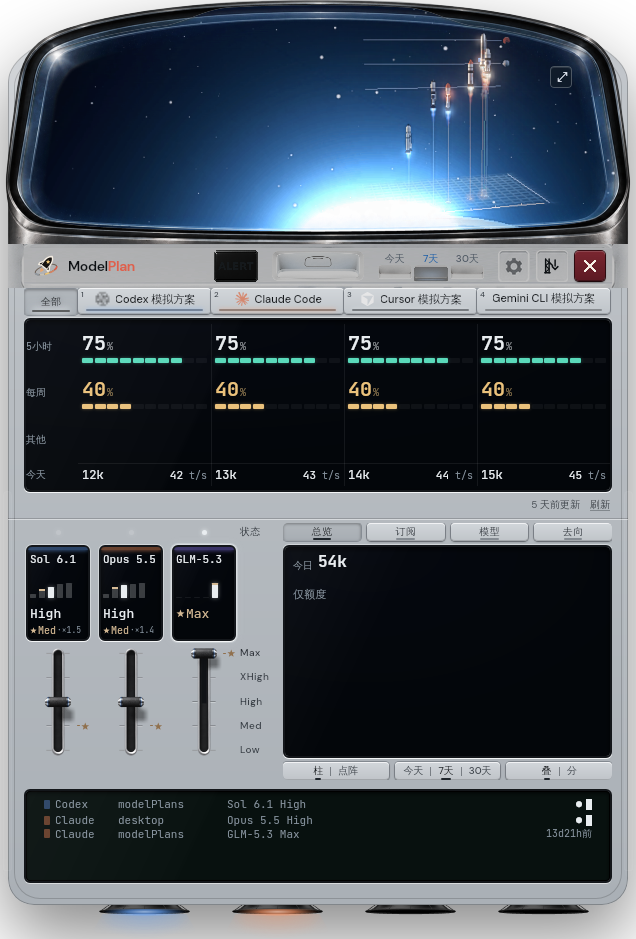 ModelPlan
ALERT
今天 7天 30天
全部
1 Codex 模拟方案
2 Claude Code
3 Cursor 模拟方案
4 Gemini CLI 模拟方案
5小时 75% 75% 75% 75%
每周 40% 40% 40% 40%
其他
今天 12k 42 t/s 13k 43 t/s 14k 44 t/s 15k 45 t/s
5 天前更新 刷新
状态
总览 订阅 模型 去向
Sol 6.1 Opus 5.5 GLM-5.3
High High ★Max
★Med·×1.5 ★Med·×1.4
今日 54k
仅额度
★ Max
XHigh
High
★ ★ Med
Low
柱 | 点阵 今天 | 7天 | 30天 叠 | 分
Codex modelPlans Sol 6.1 High
Claude desktop Opus 5.5 High
Claude modelPlans GLM-5.3 Max 13d21h前